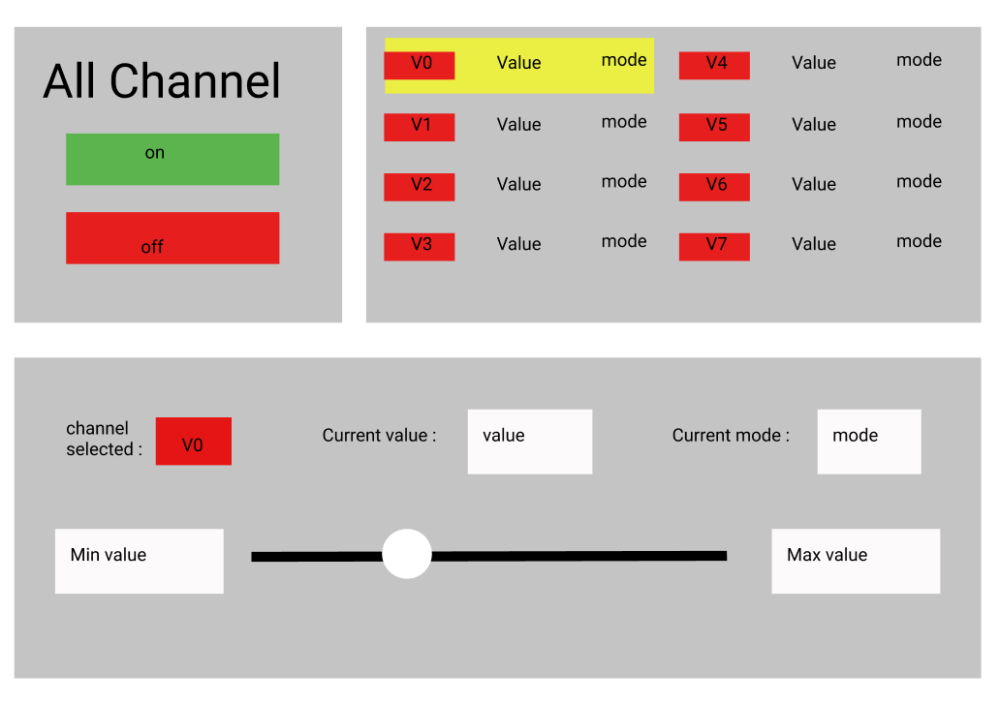 All Channel
on
off
V0 Value mode V4 Value mode
V1 Value mode V5 Value mode
V2 Value mode V6 Value mode
V3 Value mode V7 Value mode
channel
selected :
V0
Current value :
value
Current mode :
mode
Min value
Max value